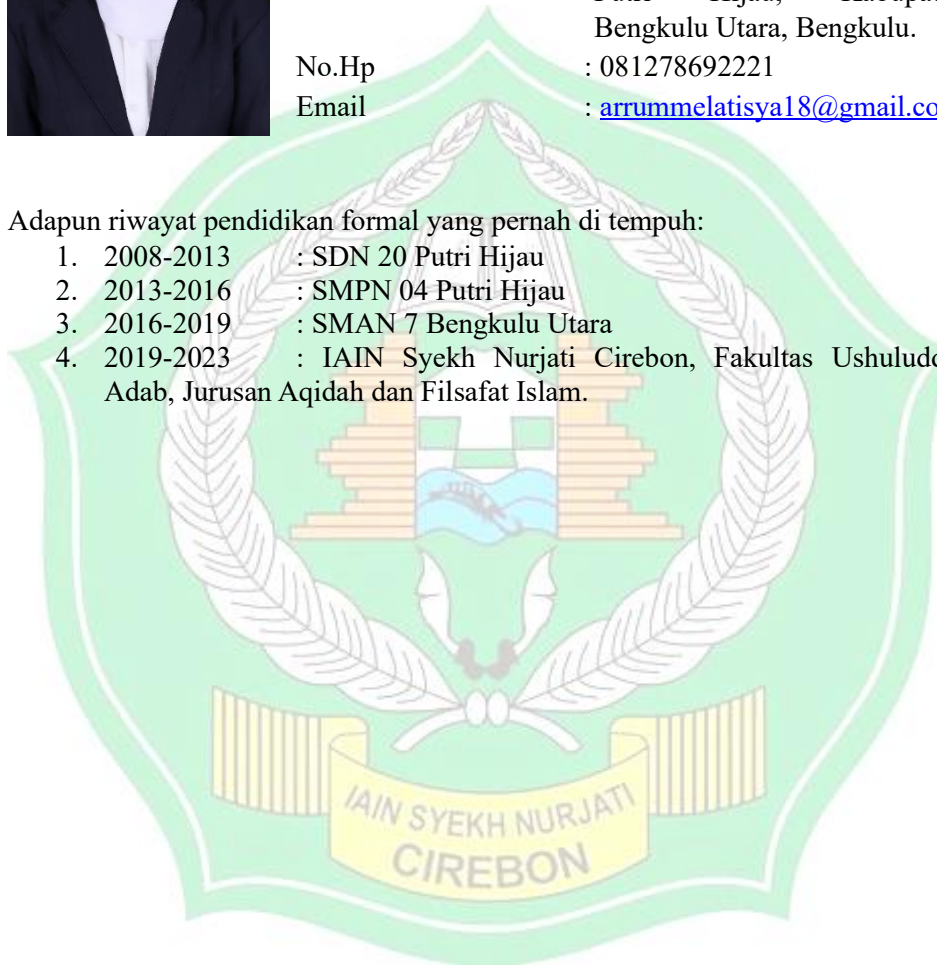 Hijau,
Bengkulu Utara, Bengkulu.
No.Hp : 081278692221
Email : arrummelatisya18@gmail.co
Adapun riwayat pendidikan formal yang pernah di tempuh:
1. 2008-2013 : SDN 20 Putri Hijau
2. 2013-2016 : SMPN 04 Putri Hijau
3. 2016-2019 : SMAN 7 Bengkulu Utara
4. 2019-2023 : IAIN Syekh Nurjati Cirebon, Fakultas Ushuludd
Adab, Jurusan Aqidah dan Filsafat Islam.
IAIN SYEKH NURJATI
CIREBON